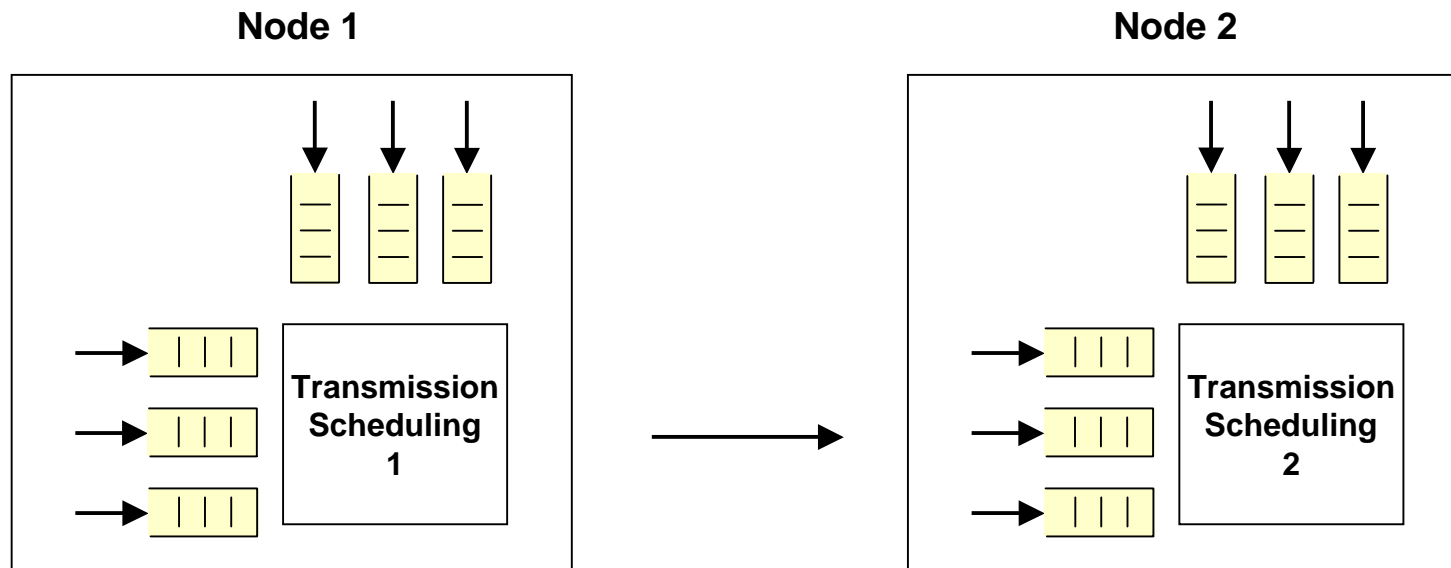 Node 1
Node 2
Transmission
Scheduling
1
Transmission
Scheduling
2